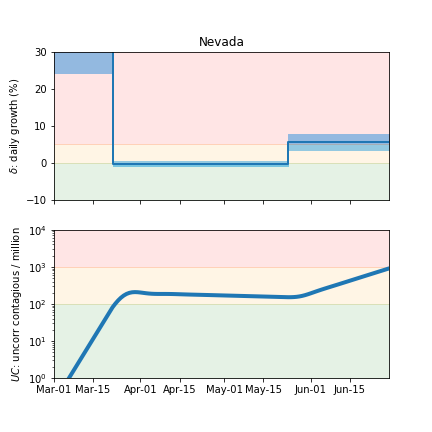 Nevada
30
20
10
0
−10
δ: daily growth (%)
10⁴
10³
10²
10¹
10⁰
UC: uncorr contagious / million
Mar-01 Mar-15 Apr-01 Apr-15 May-01 May-15 Jun-01 Jun-15